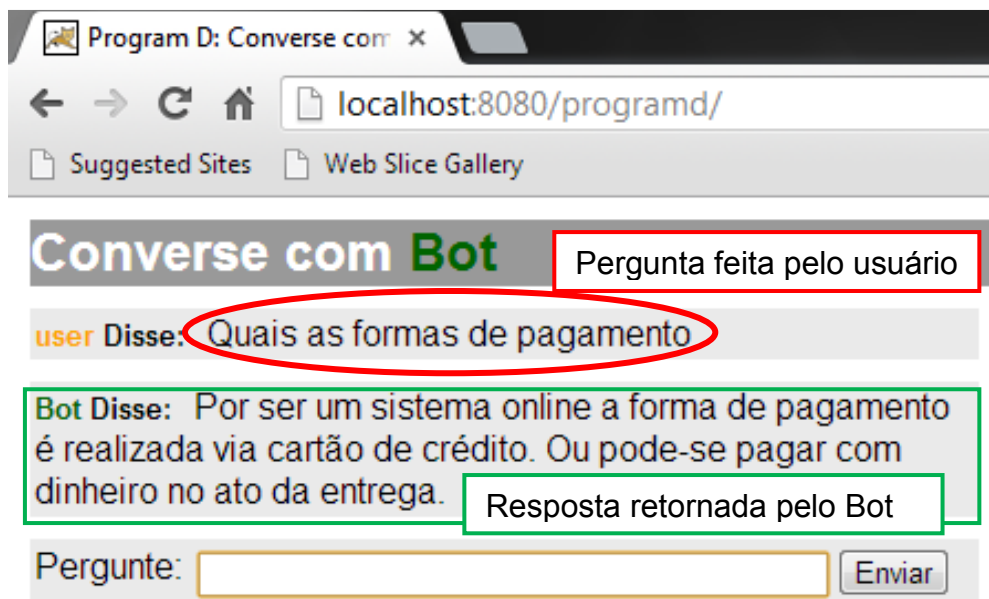 Program D: Converse com
localhost:8080/programd/
Suggested Sites Web Slice Gallery
Converse com Bot
Pergunta feita pelo usuário
user Disse: Quais as formas de pagamento
Bot Disse: Por ser um sistema online a forma de pagamento
é realizada via cartão de crédito. Ou pode-se pagar com
dinheiro no ato da entrega.
Resposta retornada pelo Bot
Pergunte: Enviar